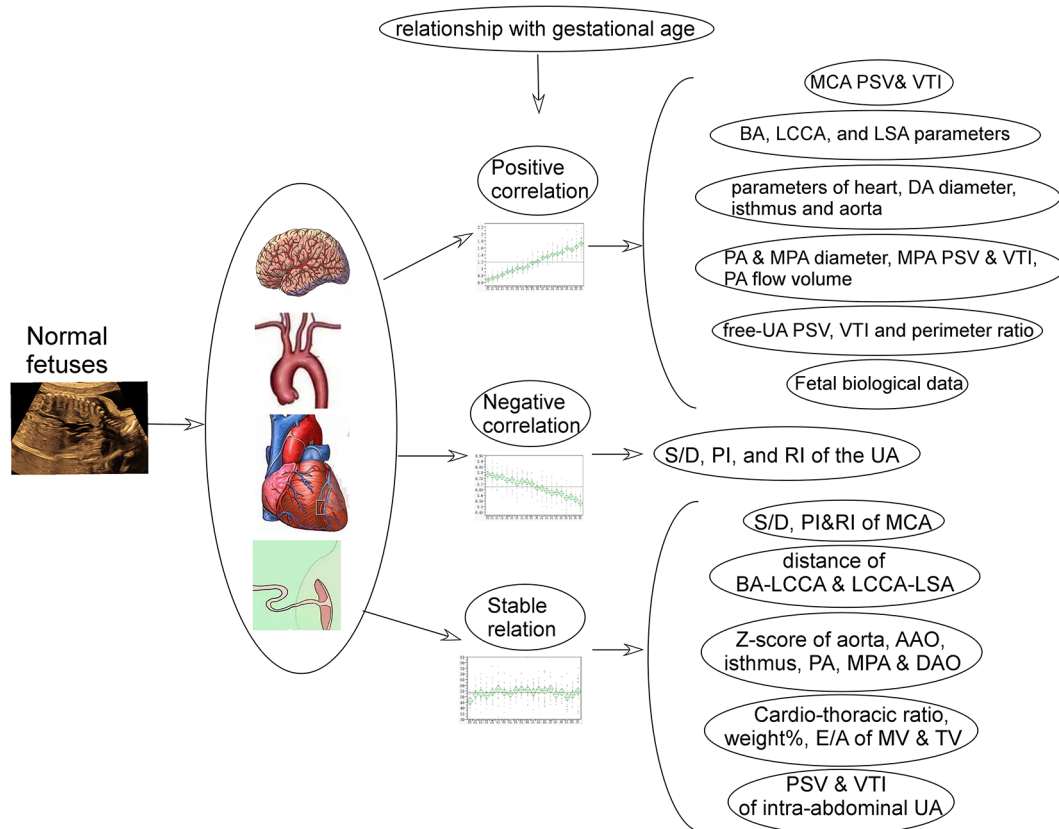 relationship with gestational age
Normal
fetuses
Positive
correlation
MCA PSV& VTI
BA, LCCA, and LSA parameters
parameters of heart, DA diameter,
isthmus and aorta
PA & MPA diameter, MPA PSV & VTI,
PA flow volume
free-UA PSV, VTI and perimeter ratio
Fetal biological data
Negative
correlation
S/D, PI, and RI of the UA
Stable
relation
S/D, PI&RI of MCA
distance of
BA-LCCA & LCCA-LSA
Z-score of aorta, AAO,
isthmus, PA, MPA & DAO
Cardio-thoracic ratio,
weight%, E/A of MV & TV
PSV & VTI
of intra-abdominal UA